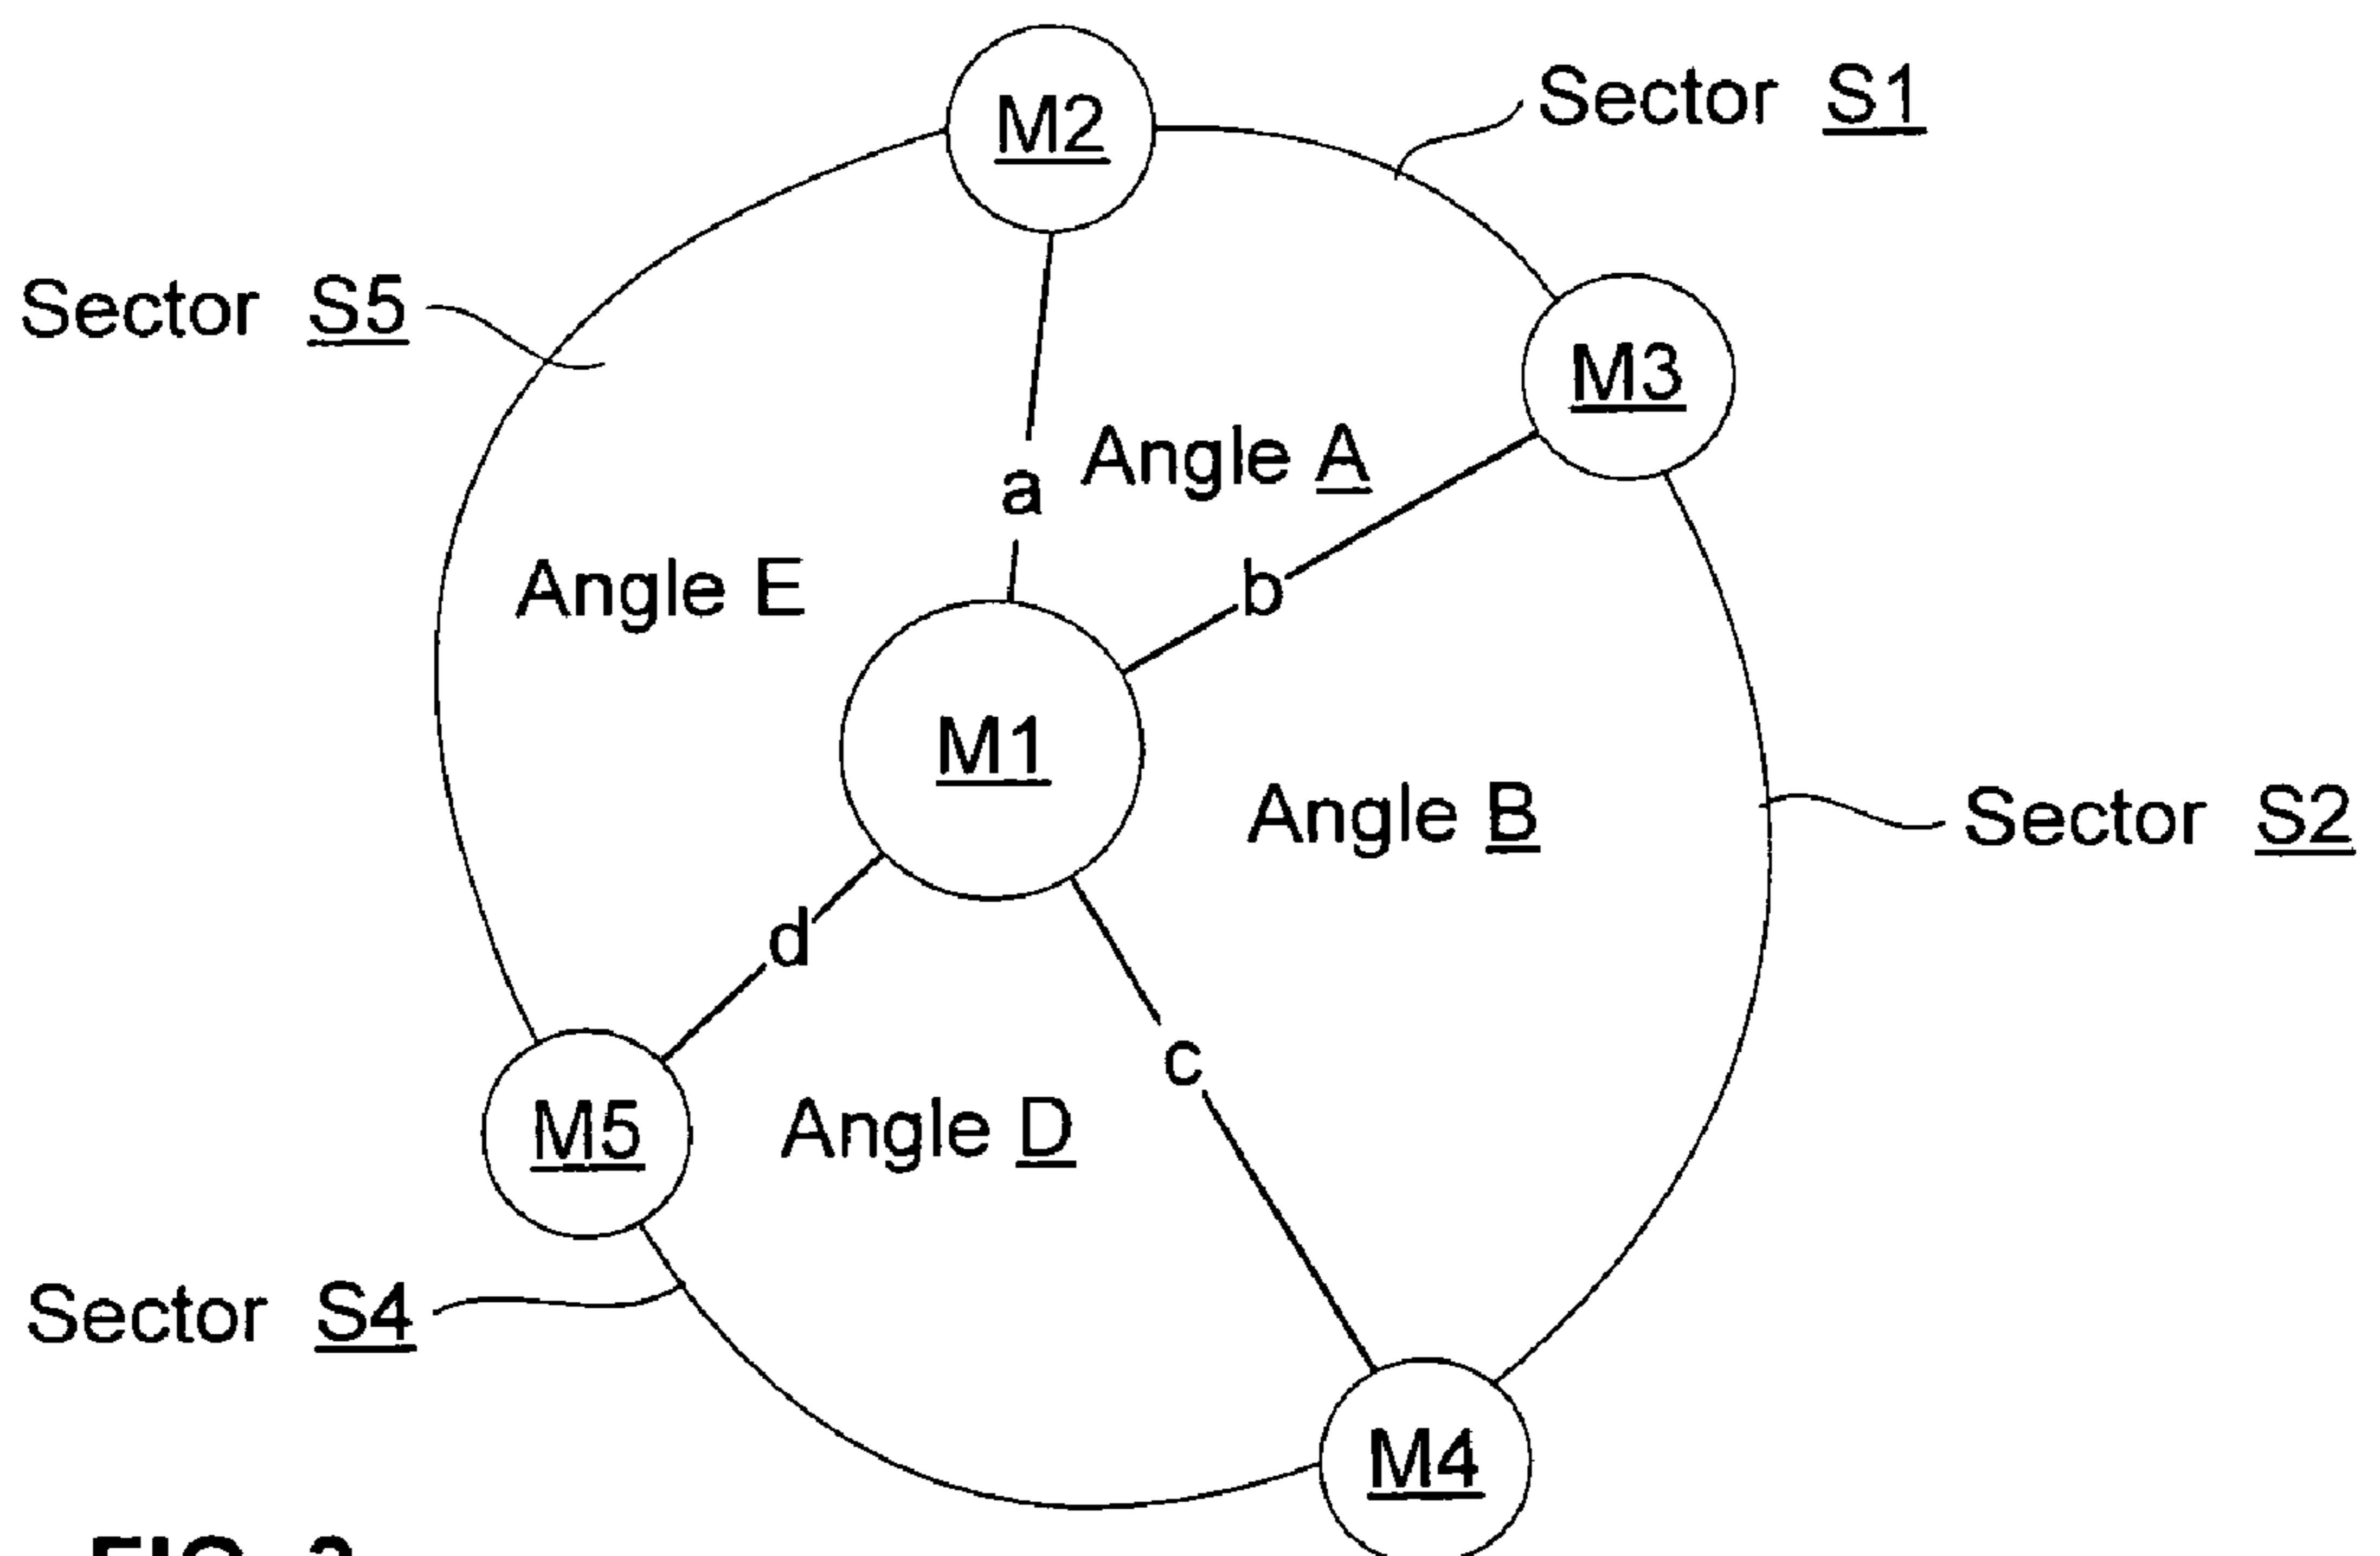 M2
Sector S1
Sector S5
M3
Angle A
a
Angle E
b
M1
Angle B
Sector S2
d
c
M5
Angle D
Sector S4
M4